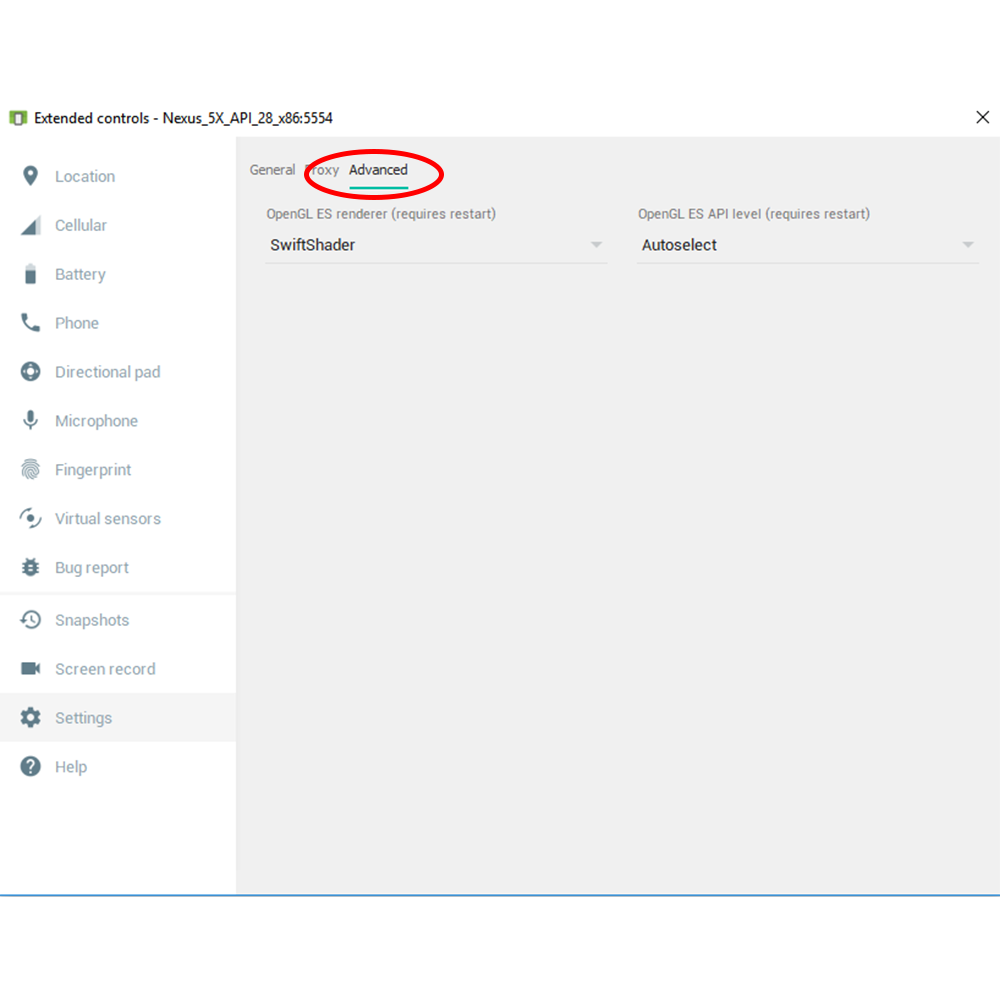 Extended controls - Nexus_5X_API_28_x86:5554
Location
Cellular
Battery
Phone
Directional pad
Microphone
Fingerprint
Virtual sensors
Bug report
Snapshots
Screen record
Settings
Help
General Proxy Advanced
OpenGL ES renderer (requires restart)
SwiftShader
OpenGL ES API level (requires restart)
Autoselect